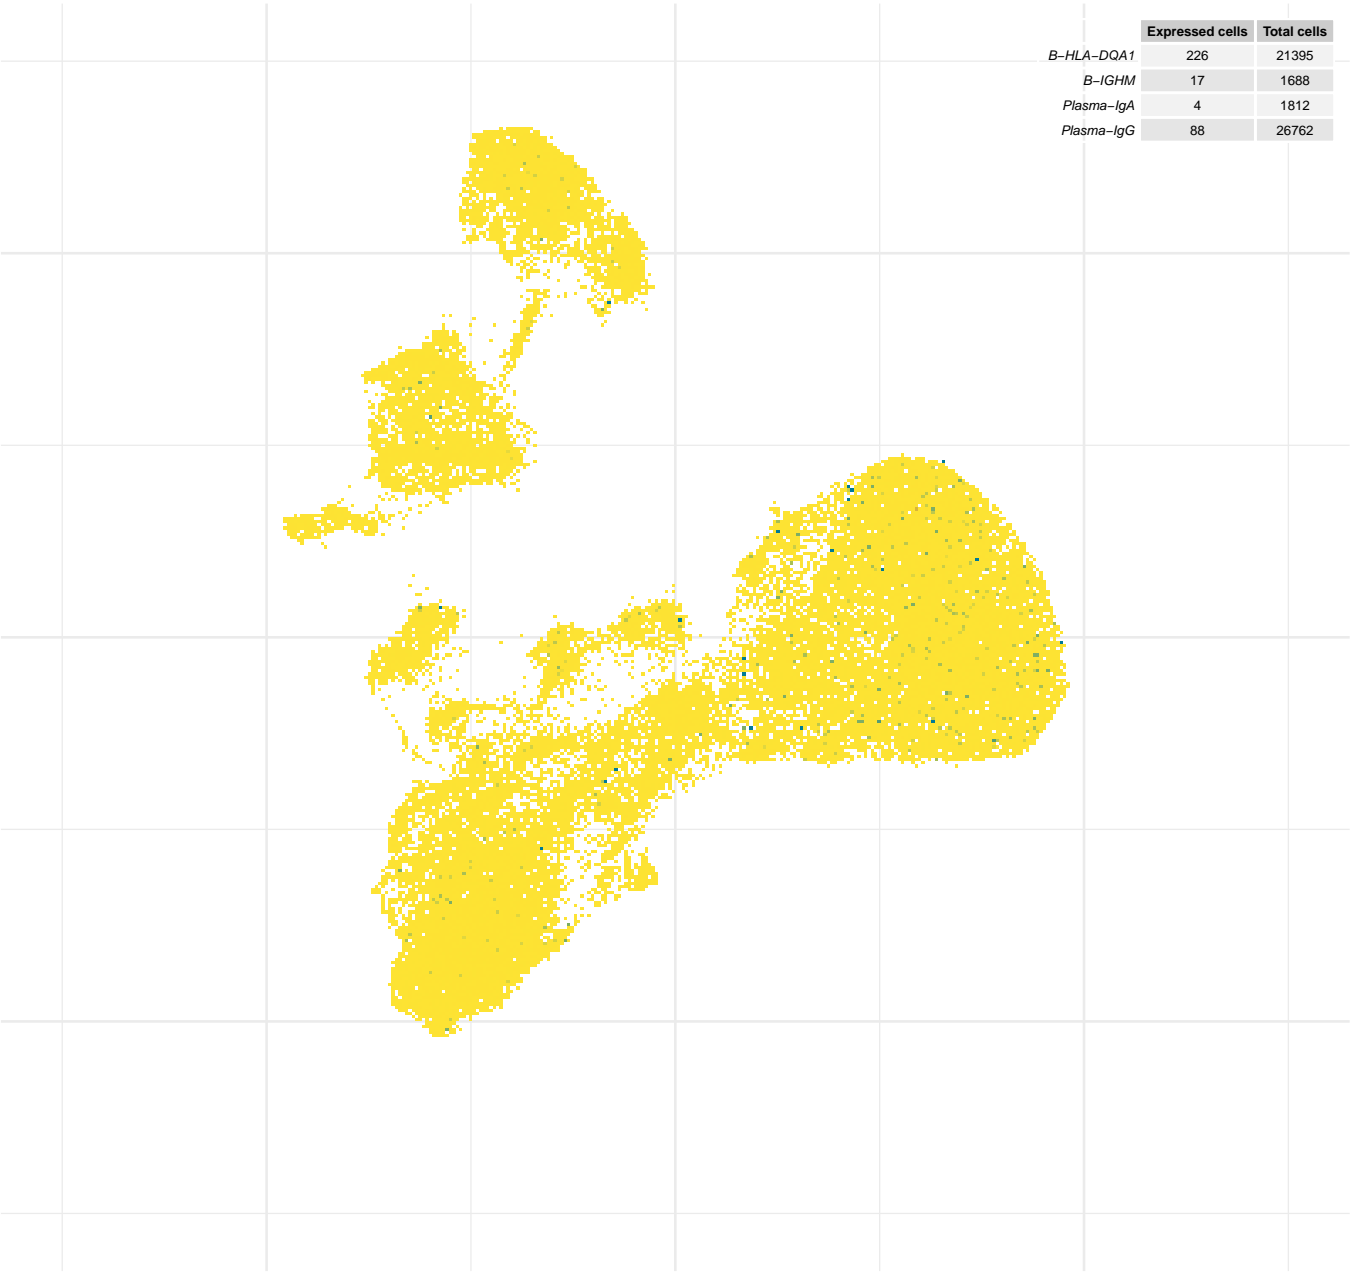 Expressed cells Total cells
B−HLA−DQA1 226 21395
B−IGHM 17 1688
Plasma−IgA 4 1812
Plasma−IgG 88 26762